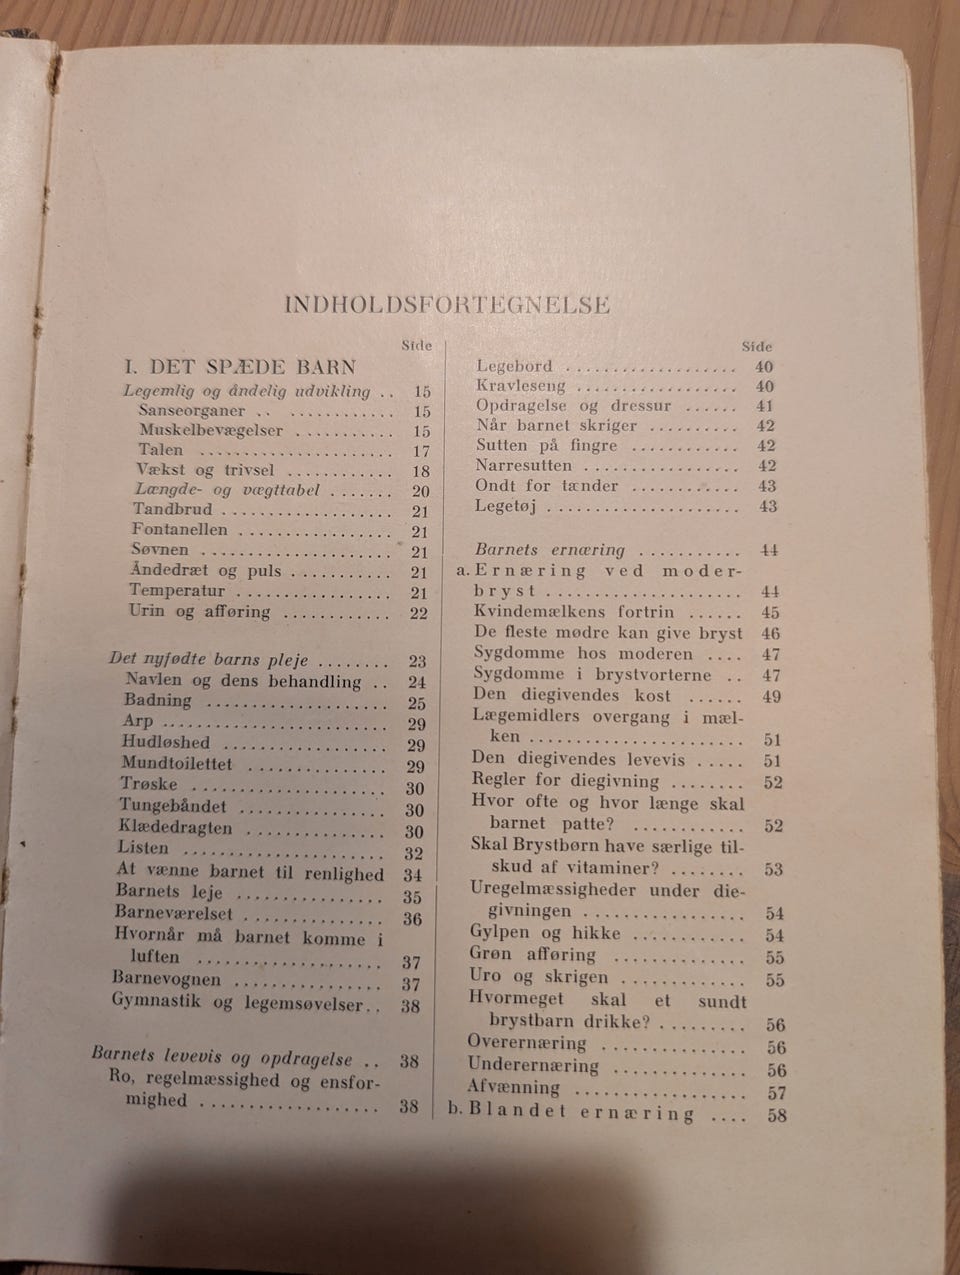 INDHOLDSFORTEGNELSE
Side
I. DET SPÆDE BARN
Legemlig og åndelig udvikling .. 15
Sanseorganer .. ............ 15
Muskelbevægelser ........... 15
Talen ...................... 17
Vækst og trivsel ............ 18
Længde- og vægttabel ....... 20
Tandbrud .................. 21
Fontanellen ................ 21
Søvnen .................... 21
Åndedræt og puls ........... 21
Temperatur ................ 21
Urin og afføring ............ 22
Det nyfødte barns pleje ........ 23
Navlen og dens behandling .. 24
Badning .................... 25
Arp ........................ 29
Hudløshed .................. 29
Mundtoilettet ............... 29
Trøske ..................... 30
Tungebåndet ................ 30
Klædedragten ............... 30
Listen ...................... 32
At vænne barnet til renlighed 34
Barnets leje ................. 35
Barneværelset ............... 36
Hvornår må barnet komme i
luften .................... 37
Barnevognen ................ 37
Gymnastik og legemsøvelser.. 38
Barnets levevis og opdragelse .. 38
Ro, regelmæssighed og ensfor-
mighed ................... 38
Side
Legebord ................... 40
Kravleseng .................. 40
Opdragelse og dressur ...... 41
Når barnet skriger .......... 42
Sutten på fingre ............ 42
Narresutten ................. 42
Ondt for tænder ............ 43
Legetøj ..................... 43
Barnets ernæring ........... 44
a. Ernæring ved moder-
bryst ..................... 44
Kvindemælkens fortrin ...... 45
De fleste mødre kan give bryst 46
Sygdomme hos moderen .... 47
Sygdomme i brystvorterne .. 47
Den diegivendes kost ...... 49
Lægemidlers overgang i mæl-
ken ....................... 51
Den diegivendes levevis ..... 51
Regler for diegivning ........ 52
Hvor ofte og hvor længe skal
barnet patte? ............ 52
Skal Brystbørn have særlige til-
skud af vitaminer? ........ 53
Uregelmæssigheder under die-
givningen ................. 54
Gylpen og hikke ............ 54
Grøn afføring .............. 55
Uro og skrigen ............. 55
Hvormeget skal et sundt
brystbarn drikke? ......... 56
Overernæring ............... 56
Underernæring .............. 56
Afvænning .................. 57
b. Blandet ernæring .... 58